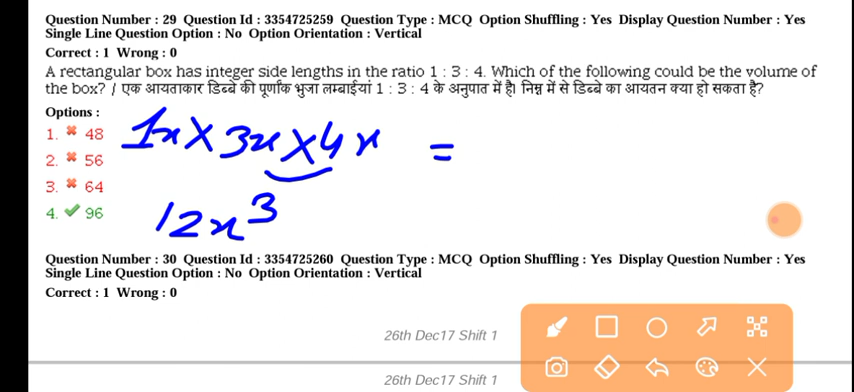 Question Number : 29 Question Id : 3354725259 Question Type : MCQ Option Shuffling : Yes Display Question Number : Yes
Single Line Question Option : No Option Orientation : Vertical
Correct : 1 Wrong : 0
A rectangular box has integer side lengths in the ratio 1 : 3 : 4. Which of the following could be the volume of
the box? / एक आयताकार डिब्बे की पूर्णांक भुजा लम्बाईयां 1 : 3 : 4 के अनुपात में है। निम्न में से डिब्बे का आयतन क्या हो सकता है?
Options :
1. 48
2. 56
3. 64
4. 96
1x × 3x × 4x =
12x³
Question Number : 30 Question Id : 3354725260 Question Type : MCQ Option Shuffling : Yes Display Question Number : Yes
Single Line Question Option : No Option Orientation : Vertical
Correct : 1 Wrong : 0
26th Dec17 Shift 1
26th Dec17 Shift 1